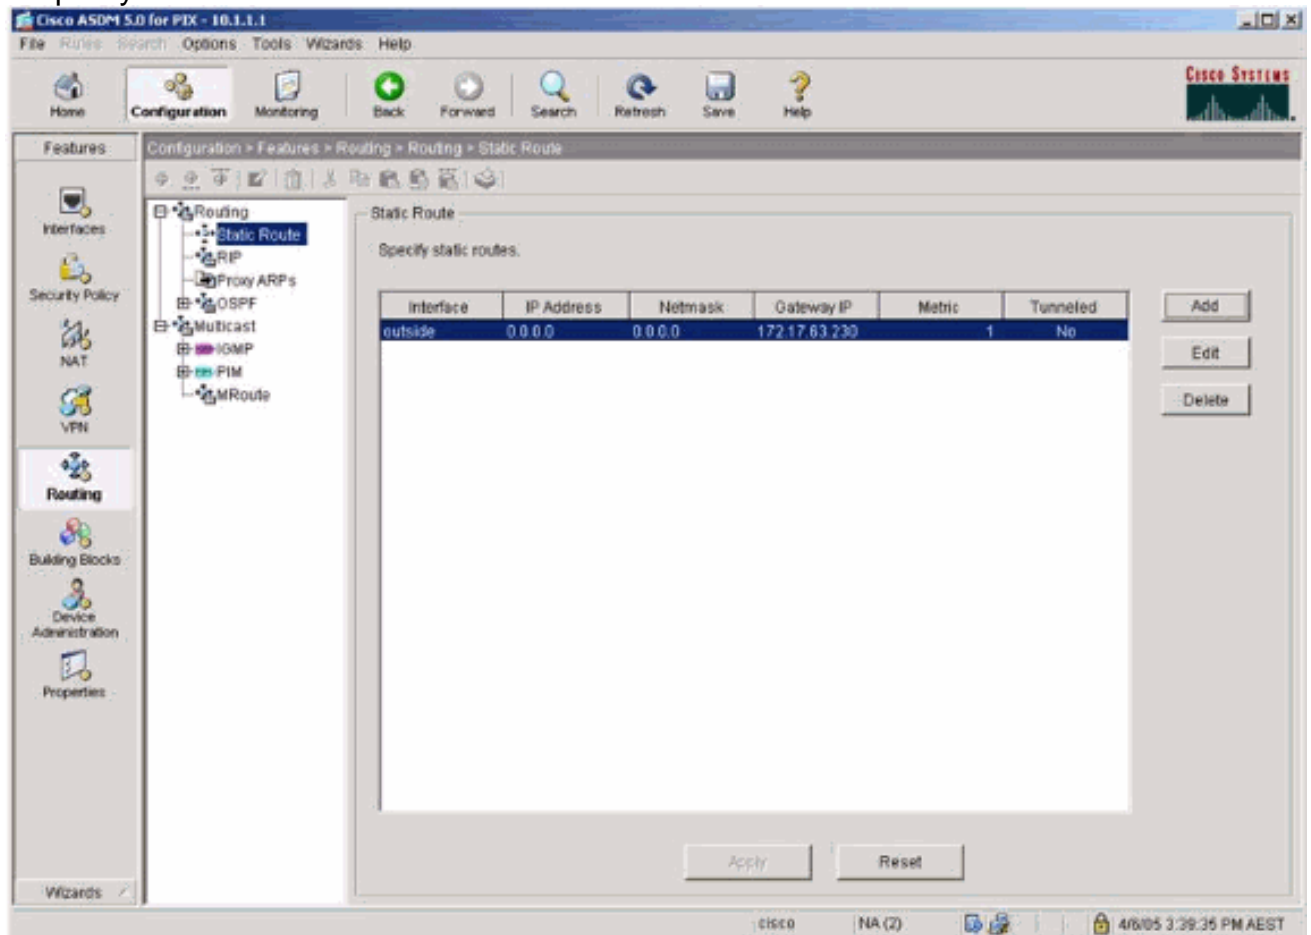 Cisco ASDM 5.0 for PIX - 10.1.1.1
File Rules Search Options Tools Wizards Help
Home Configuration Monitoring Back Forward Search Refresh Save Help
CISCO SYSTEMS
Features
Configuration > Features > Routing > Routing > Static Route
Interfaces
Security Policy
NAT
VPN
Routing
Building Blocks
Device
Administration
Properties
Wizards
Routing
Static Route
RIP
Proxy ARPs
OSPF
Multicast
IGMP
PIM
MRoute
Static Route
Specify static routes.
Interface IP Address Netmask Gateway IP Metric Tunneled
outside 0.0.0.0 0.0.0.0 172.17.63.230 1 No
Add
Edit
Delete
Apply Reset
cisco NA (2) 4/6/05 3:39:35 PM AEST